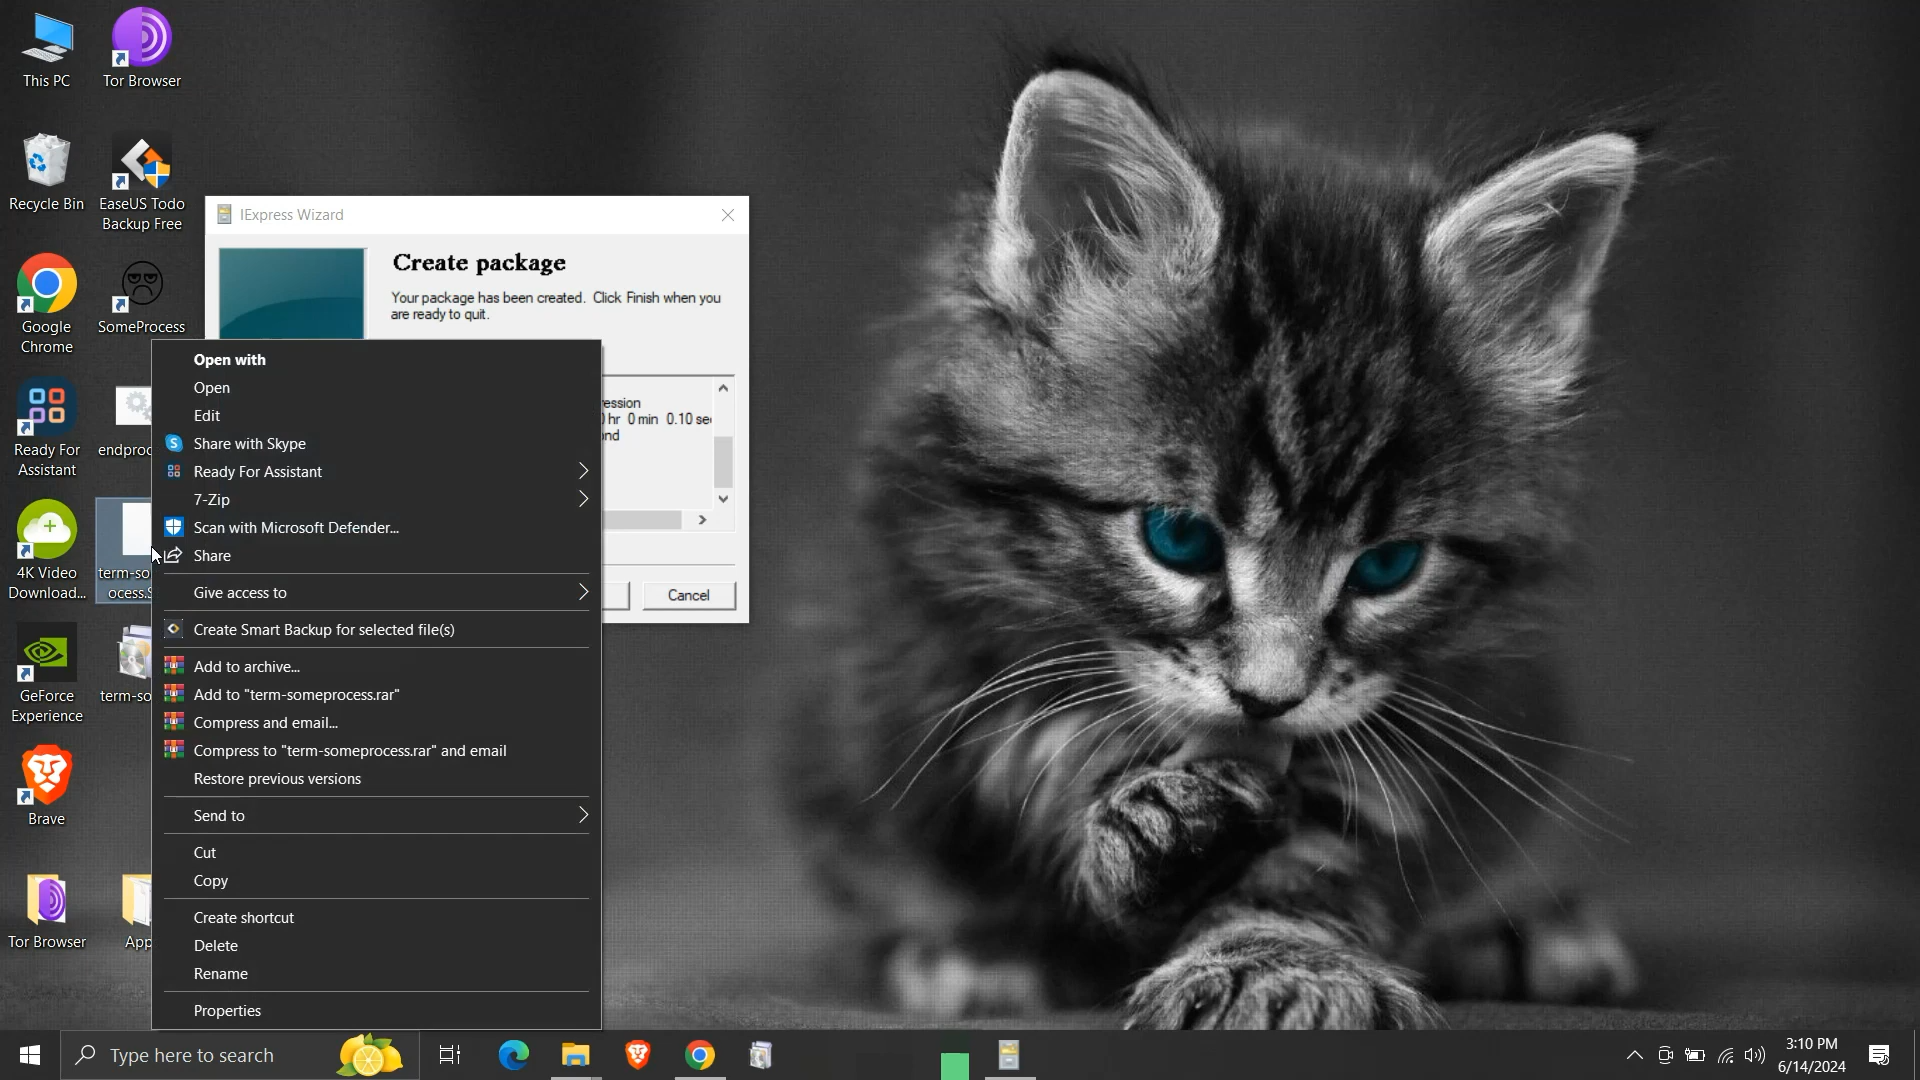 This PC
Tor Browser
Recycle Bin
EaseUS Todo
Backup Free
Google
Chrome
SomeProcess
Ready For
Assistant
endproc
4K Video
Download...
term-so
ocess.S
GeForce
Experience
term-so
Brave
Tor Browser
App
IExpress Wizard
Create package
Your package has been created. Click Finish when you
are ready to quit.
ression
0 hr 0 min 0.10 sec
ond
Cancel
Open with
Open
Edit
Share with Skype
Ready For Assistant
7-Zip
Scan with Microsoft Defender...
Share
Give access to
Create Smart Backup for selected file(s)
Add to archive...
Add to "term-someprocess.rar"
Compress and email...
Compress to "term-someprocess.rar" and email
Restore previous versions
Send to
Cut
Copy
Create shortcut
Delete
Rename
Properties
Type here to search
3:10 PM
6/14/2024